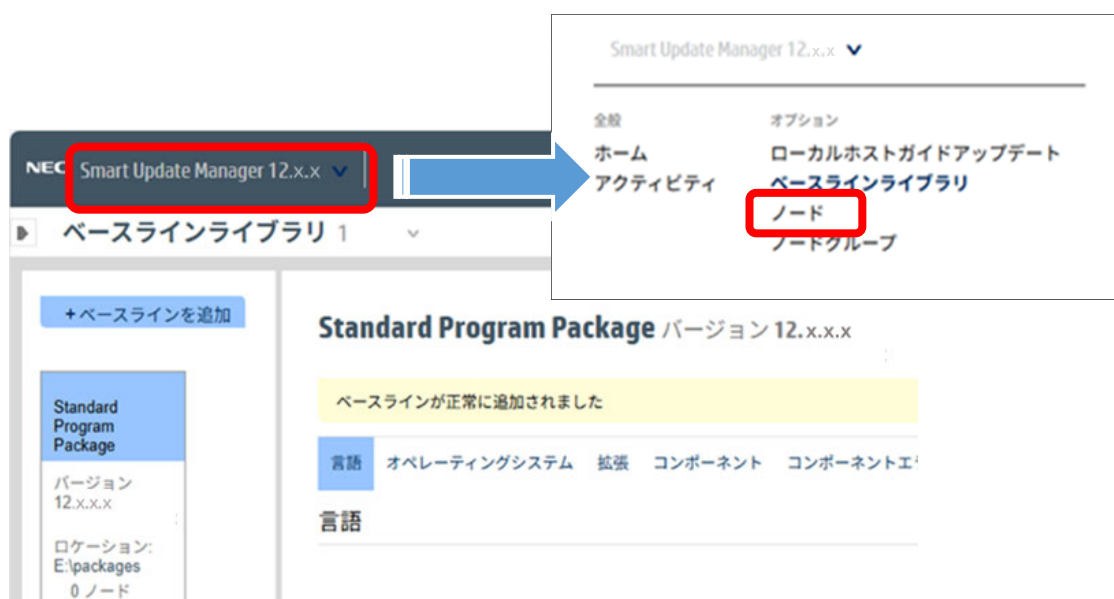 Smart Update Manager 12.x.x
全般
オプション
ホーム
ローカルホストガイドアップデート
アクティビティ
ベースラインライブラリ
ノード
ノードグループ
NEC Smart Update Manager 12.x.x
ベースラインライブラリ 1
+ベースラインを追加
Standard Program Package バージョン 12.x.x.x
ベースラインが正常に追加されました
Standard
Program
Package
言語 オペレーティングシステム 拡張 コンポーネント コンポーネントエ
バージョン
12.x.x.x
言語
ロケーション:
E:\packages
0 ノード